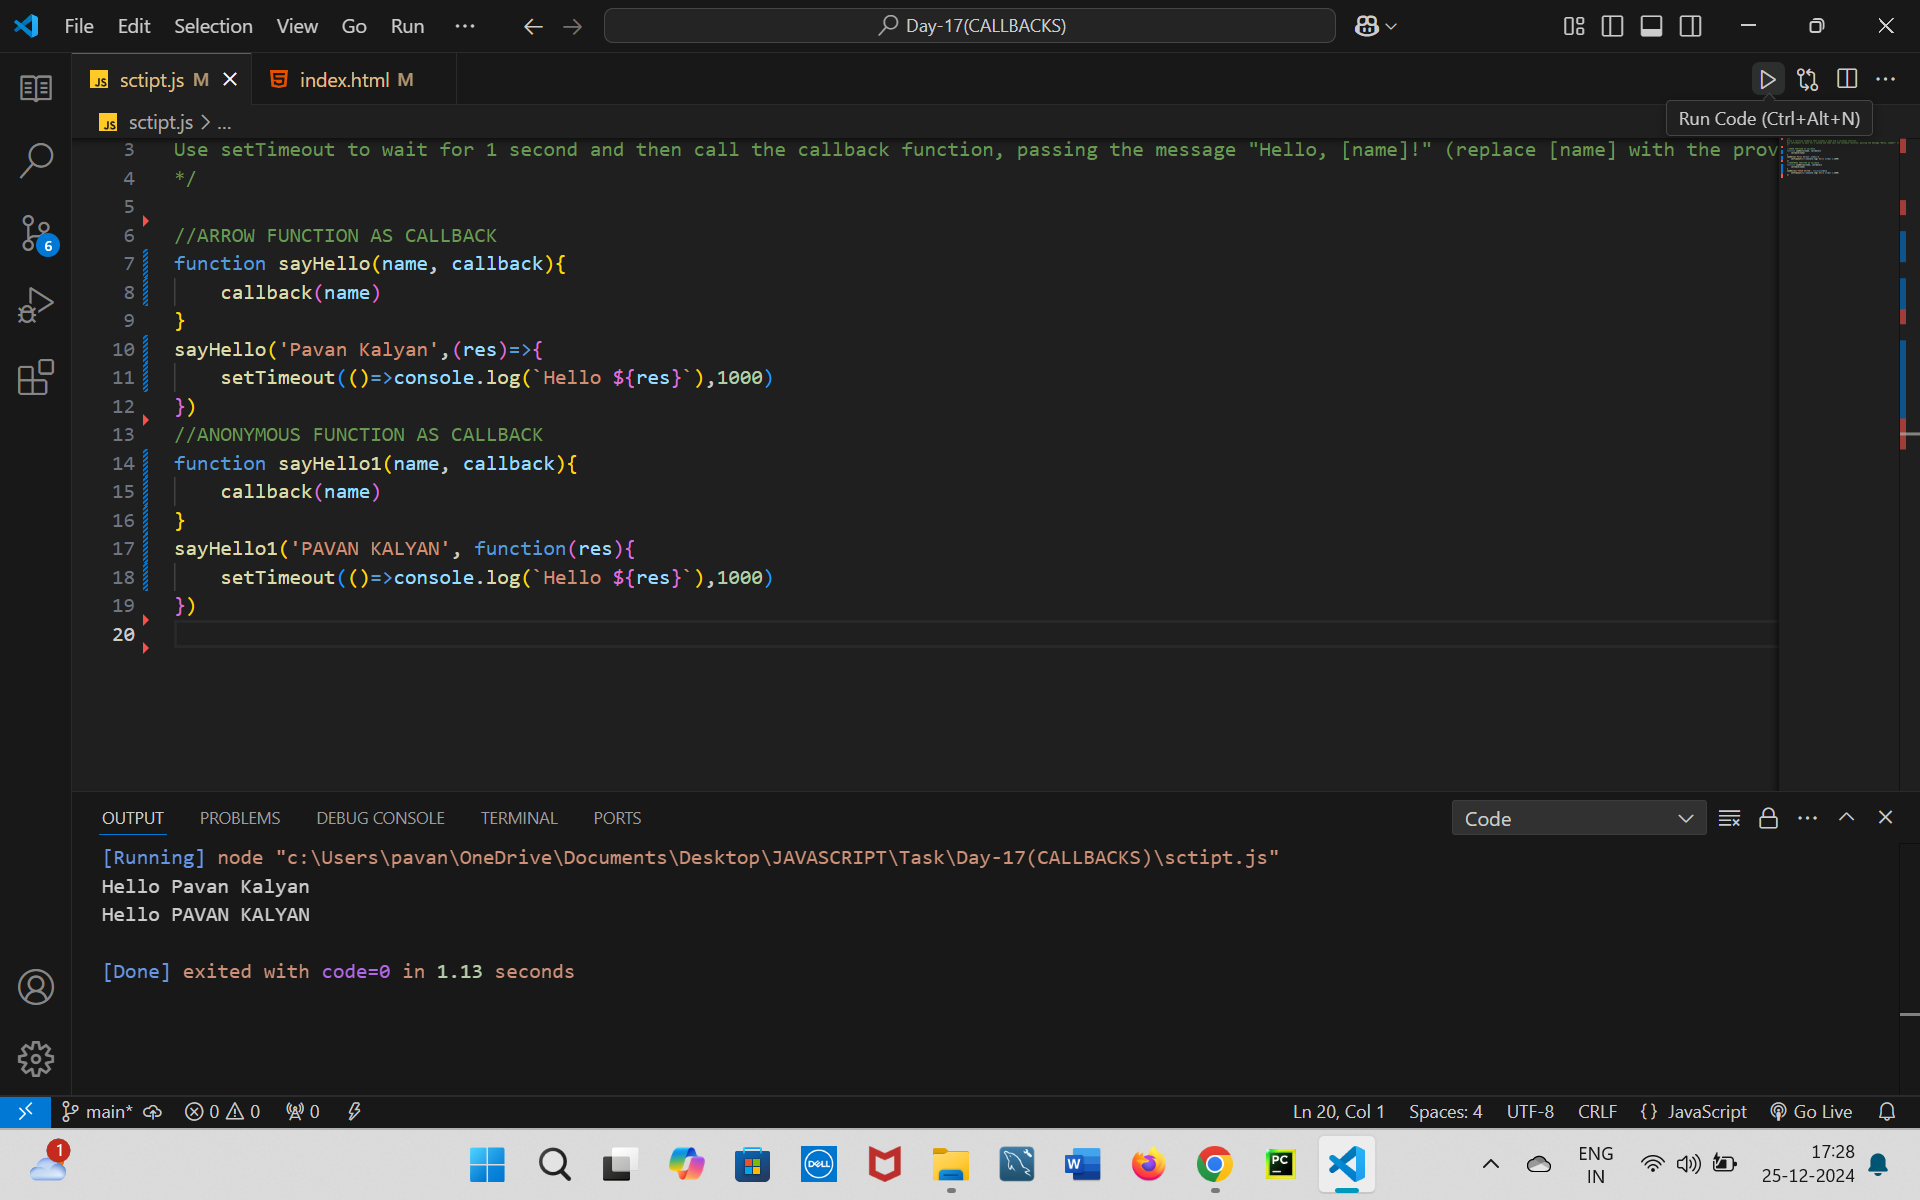 File Edit Selection View Go Run ... Day-17(CALLBACKS)
JS sctipt.js M index.html M
JS sctipt.js > ...
Run Code (Ctrl+Alt+N)
3 Use setTimeout to wait for 1 second and then call the callback function, passing the message "Hello, [name]!" (replace [name] with the prov
4 */
5
6 //ARROW FUNCTION AS CALLBACK
7 function sayHello(name, callback){
8 callback(name)
9 }
10 sayHello('Pavan Kalyan',(res)=>{
11 setTimeout(()=>console.log(`Hello ${res}`),1000)
12 })
13 //ANONYMOUS FUNCTION AS CALLBACK
14 function sayHello1(name, callback){
15 callback(name)
16 }
17 sayHello1('PAVAN KALYAN', function(res){
18 setTimeout(()=>console.log(`Hello ${res}`),1000)
19 })
20
6
OUTPUT PROBLEMS DEBUG CONSOLE TERMINAL PORTS Code
[Running] node "c:\Users\pavan\OneDrive\Documents\Desktop\JAVASCRIPT\Task\Day-17(CALLBACKS)\sctipt.js"
Hello Pavan Kalyan
Hello PAVAN KALYAN
[Done] exited with code=0 in 1.13 seconds
main* 0 0 0 Ln 20, Col 1 Spaces: 4 UTF-8 CRLF {} JavaScript Go Live
1 DELL W PC ENG IN 17:28
25-12-2024